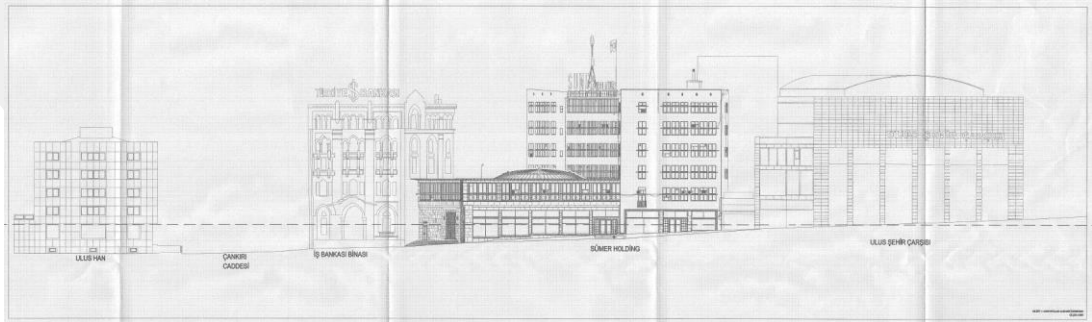 TÜRKİYE İŞ BANKASI
ULUS HAN
ÇANKIRI
CADDESİ
İŞ BANKASI BİNASI
SÜMER HOLDİNG
ULUS ŞEHİR ÇARŞISI